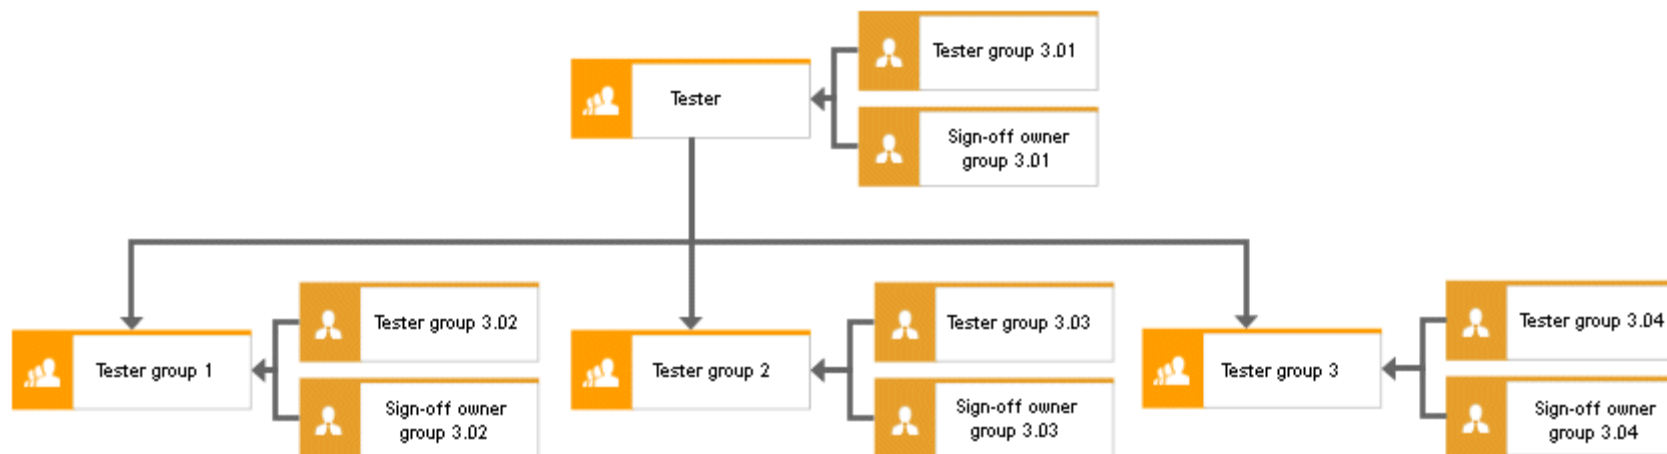 Tester group 3.01
Tester
Sign-off owner
group 3.01
Tester group 3.02
Tester group 3.03
Tester group 3.04
Tester group 1
Tester group 2
Tester group 3
Sign-off owner
group 3.02
Sign-off owner
group 3.03
Sign-off owner
group 3.04